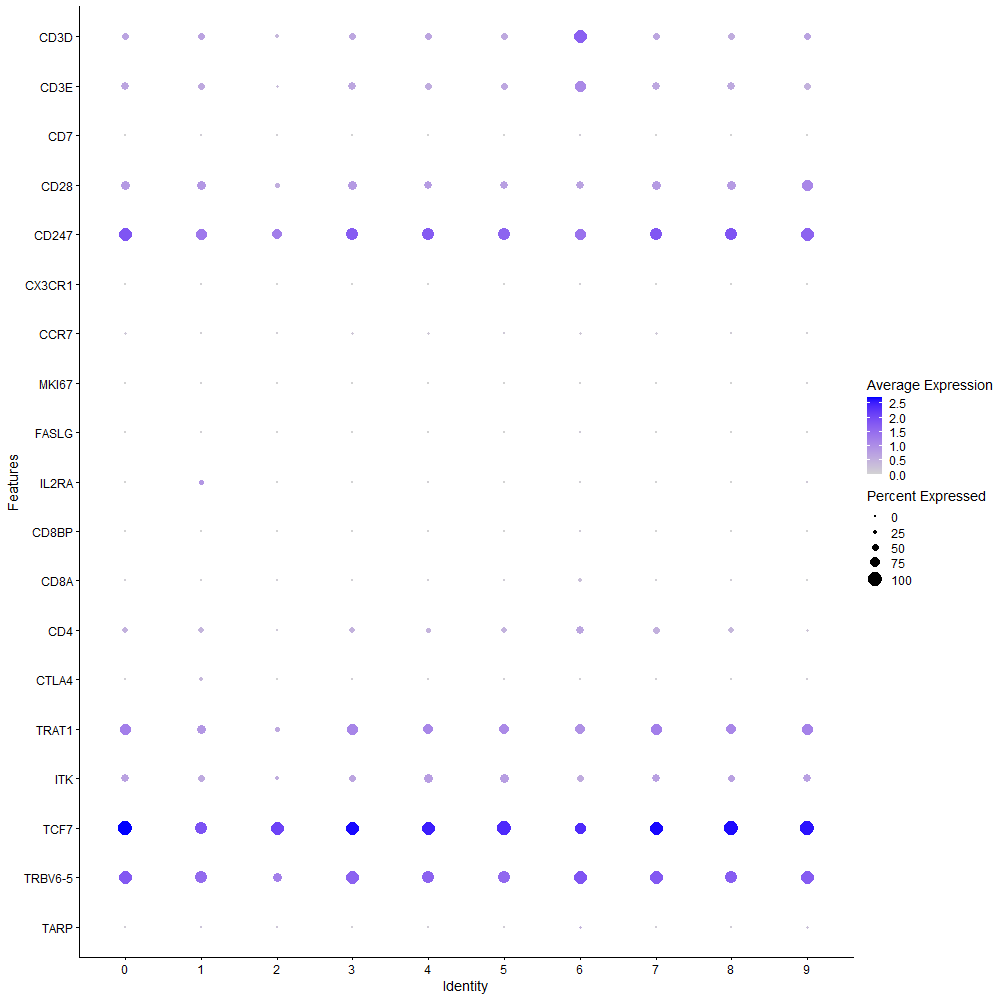 CD3D
CD3E
CD7
CD28
CD247
CX3CR1
CCR7
MKI67
FASLG
IL2RA
CD8BP
CD8A
CD4
CTLA4
TRAT1
ITK
TCF7
TRBV6-5
TARP
Features
0 1 2 3 4 5 6 7 8 9
Identity
Average Expression
2.5
2.0
1.5
1.0
0.5
0.0
Percent Expressed
0
25
50
75
100